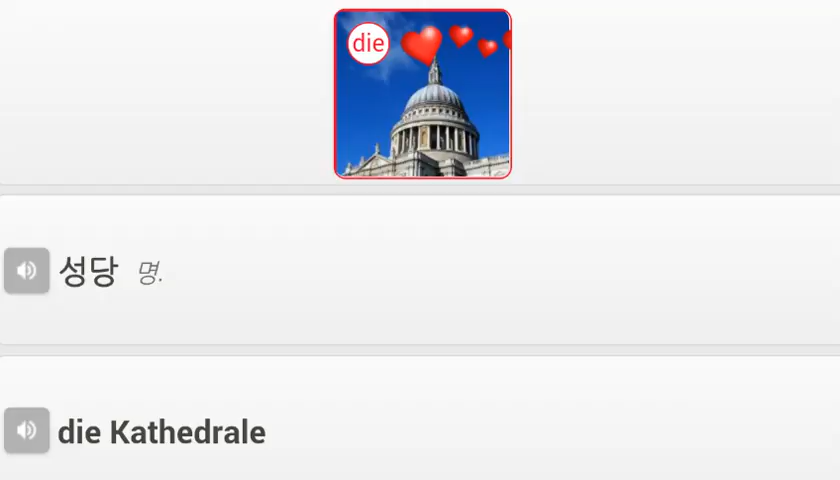 die
성당 명.
die Kathedrale